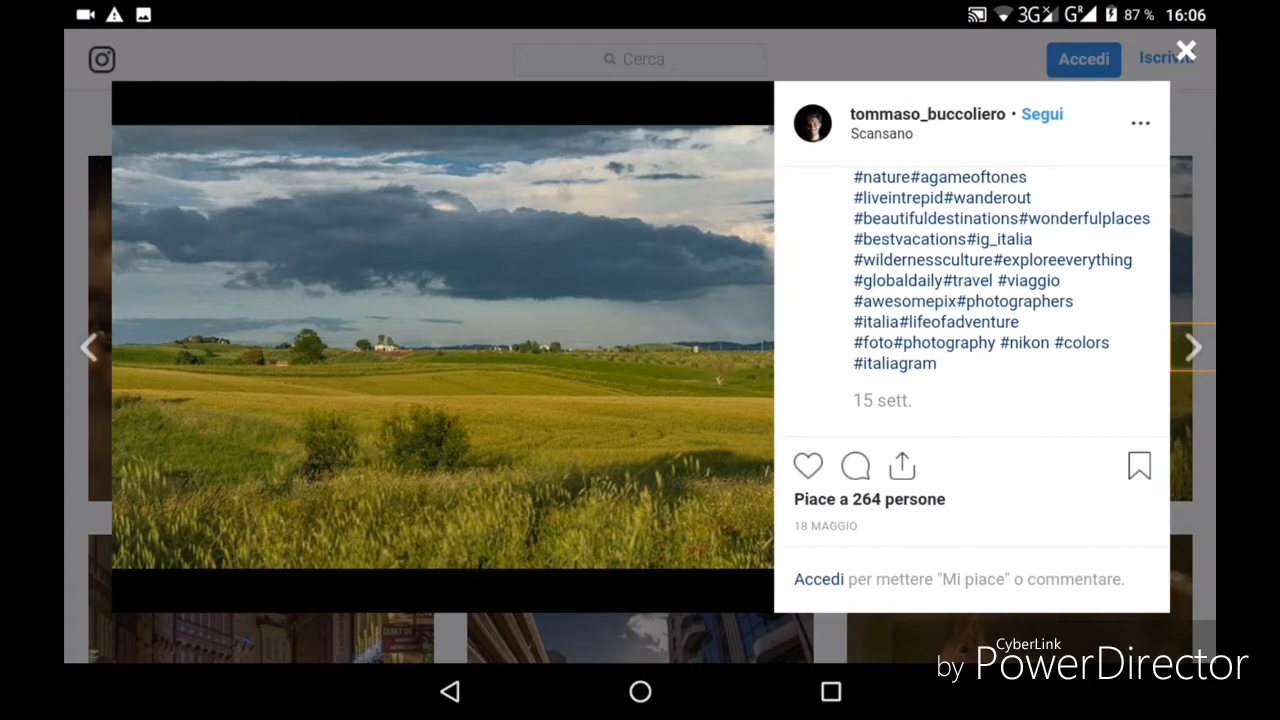 3G GR 87 % 16:06
Cerca
Accedi
tommaso_buccoliero • Segui
Scansano
#nature#agameoftones
#liveintrepid#wanderout
#beautifuldestinations#wonderfulplaces
#bestvacations#ig_italia
#wildernessculture#exploreeverything
#globaldaily#travel #viaggio
#awesomepix#photographers
#italia#lifeofadventure
#foto#photography #nikon #colors
#italiagram
15 sett.
Piace a 264 persone
18 MAGGIO
Accedi per mettere "Mi piace" o commentare.
CyberLink
by PowerDirector